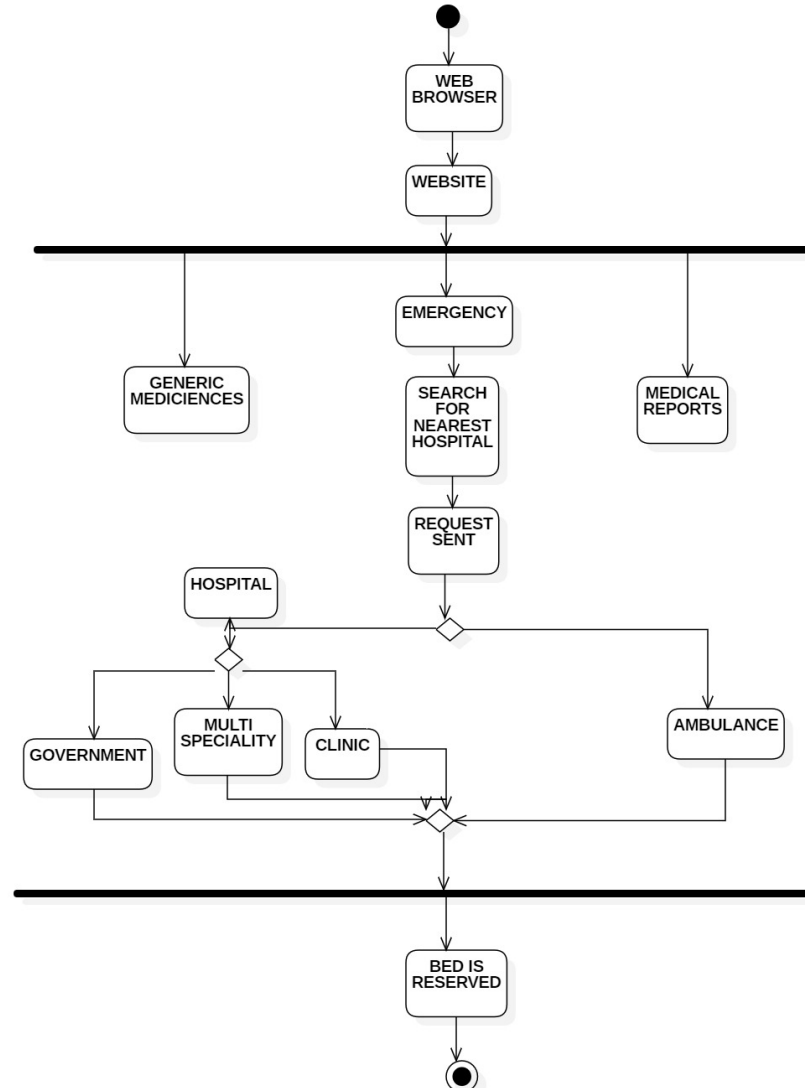 WEB
BROWSER
WEBSITE
EMERGENCY
GENERIC
MEDICIENCES
SEARCH
FOR
NEAREST
HOSPITAL
MEDICAL
REPORTS
REQUEST
SENT
HOSPITAL
GOVERNMENT
MULTI
SPECIALITY
CLINIC
AMBULANCE
BED IS
RESERVED